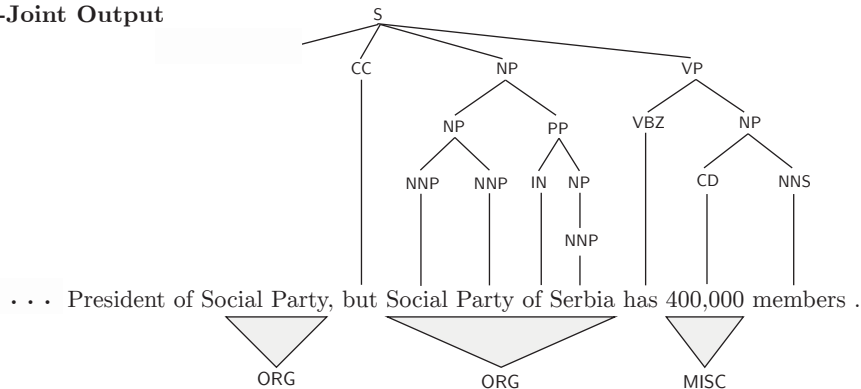 -Joint Output
S
CC NP VP
NP PP VBZ NP
NNP NNP IN NP CD NNS
NNP
. . . President of Social Party, but Social Party of Serbia has 400,000 members .
ORG ORG MISC